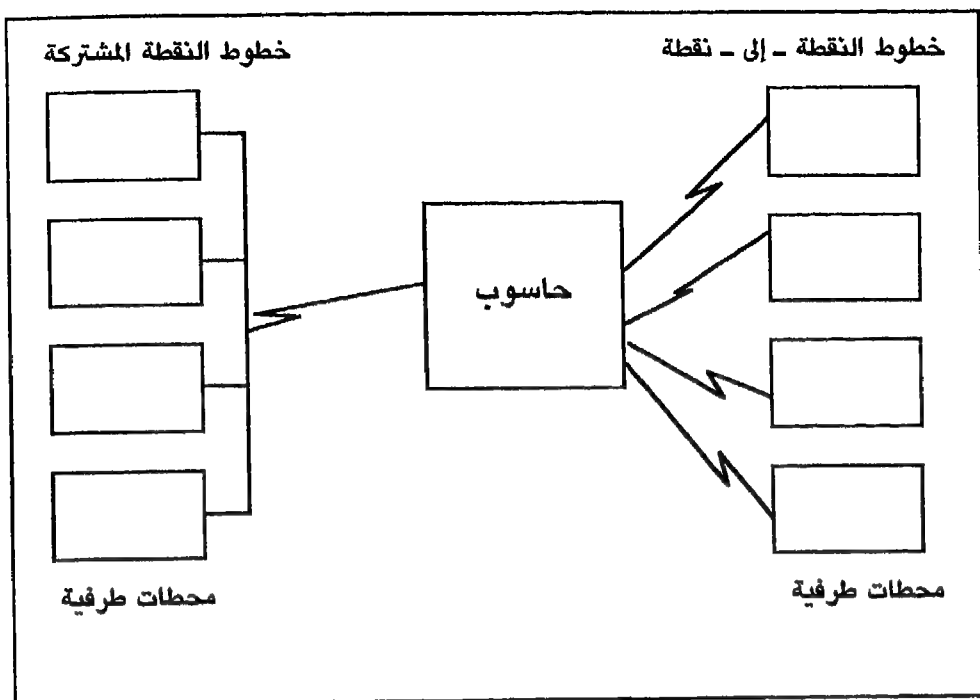 خطوط النقطة ـ إلى ـ نقطة
خطوط النقطة المشتركة
حاسوب
محطات طرفية
محطات طرفية